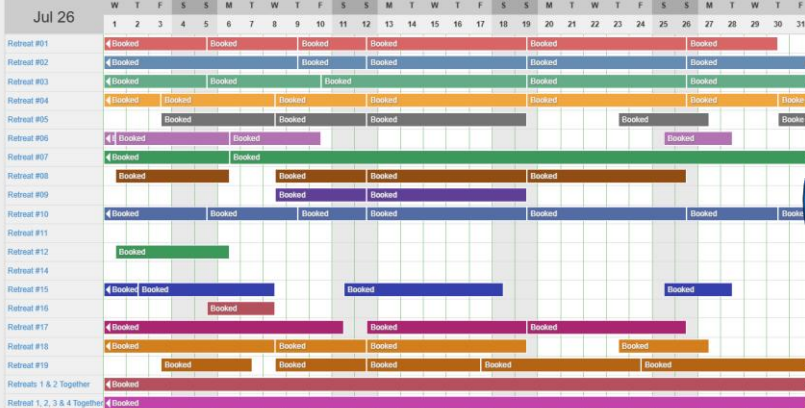 Jul 26
W T F S S M T W T F S S M T W T F S S M T W T F S S M T W T F
1 2 3 4 5 6 7 8 9 10 11 12 13 14 15 16 17 18 19 20 21 22 23 24 25 26 27 28 29 30 31
Retreat #01 Booked Booked Booked Booked Booked Booked
Retreat #02 Booked Booked Booked Booked Booked
Retreat #03 Booked Booked Booked Booked Booked
Retreat #04 Booked Booked Booked Booked Booked Booked Booke
Retreat #05 Booked Booked Booked Booked Booke
Retreat #06 Booked Booked Booked
Retreat #07 Booked Booked
Retreat #08 Booked Booked Booked Booked
Retreat #09 Booked Booked
Retreat #10 Booked Booked Booked Booked Booked Booked Booke
Retreat #11
Retreat #12 Booked
Retreat #14
Retreat #15 Booked Booked Booked Booked
Retreat #16 Booked
Retreat #17 Booked Booked Booked
Retreat #18 Booked Booked Booked Booked
Retreat #19 Booked Booked Booked Booked Booked
Retreats 1 & 2 Together Booked
Retreat 1, 2, 3 & 4 Together Booked